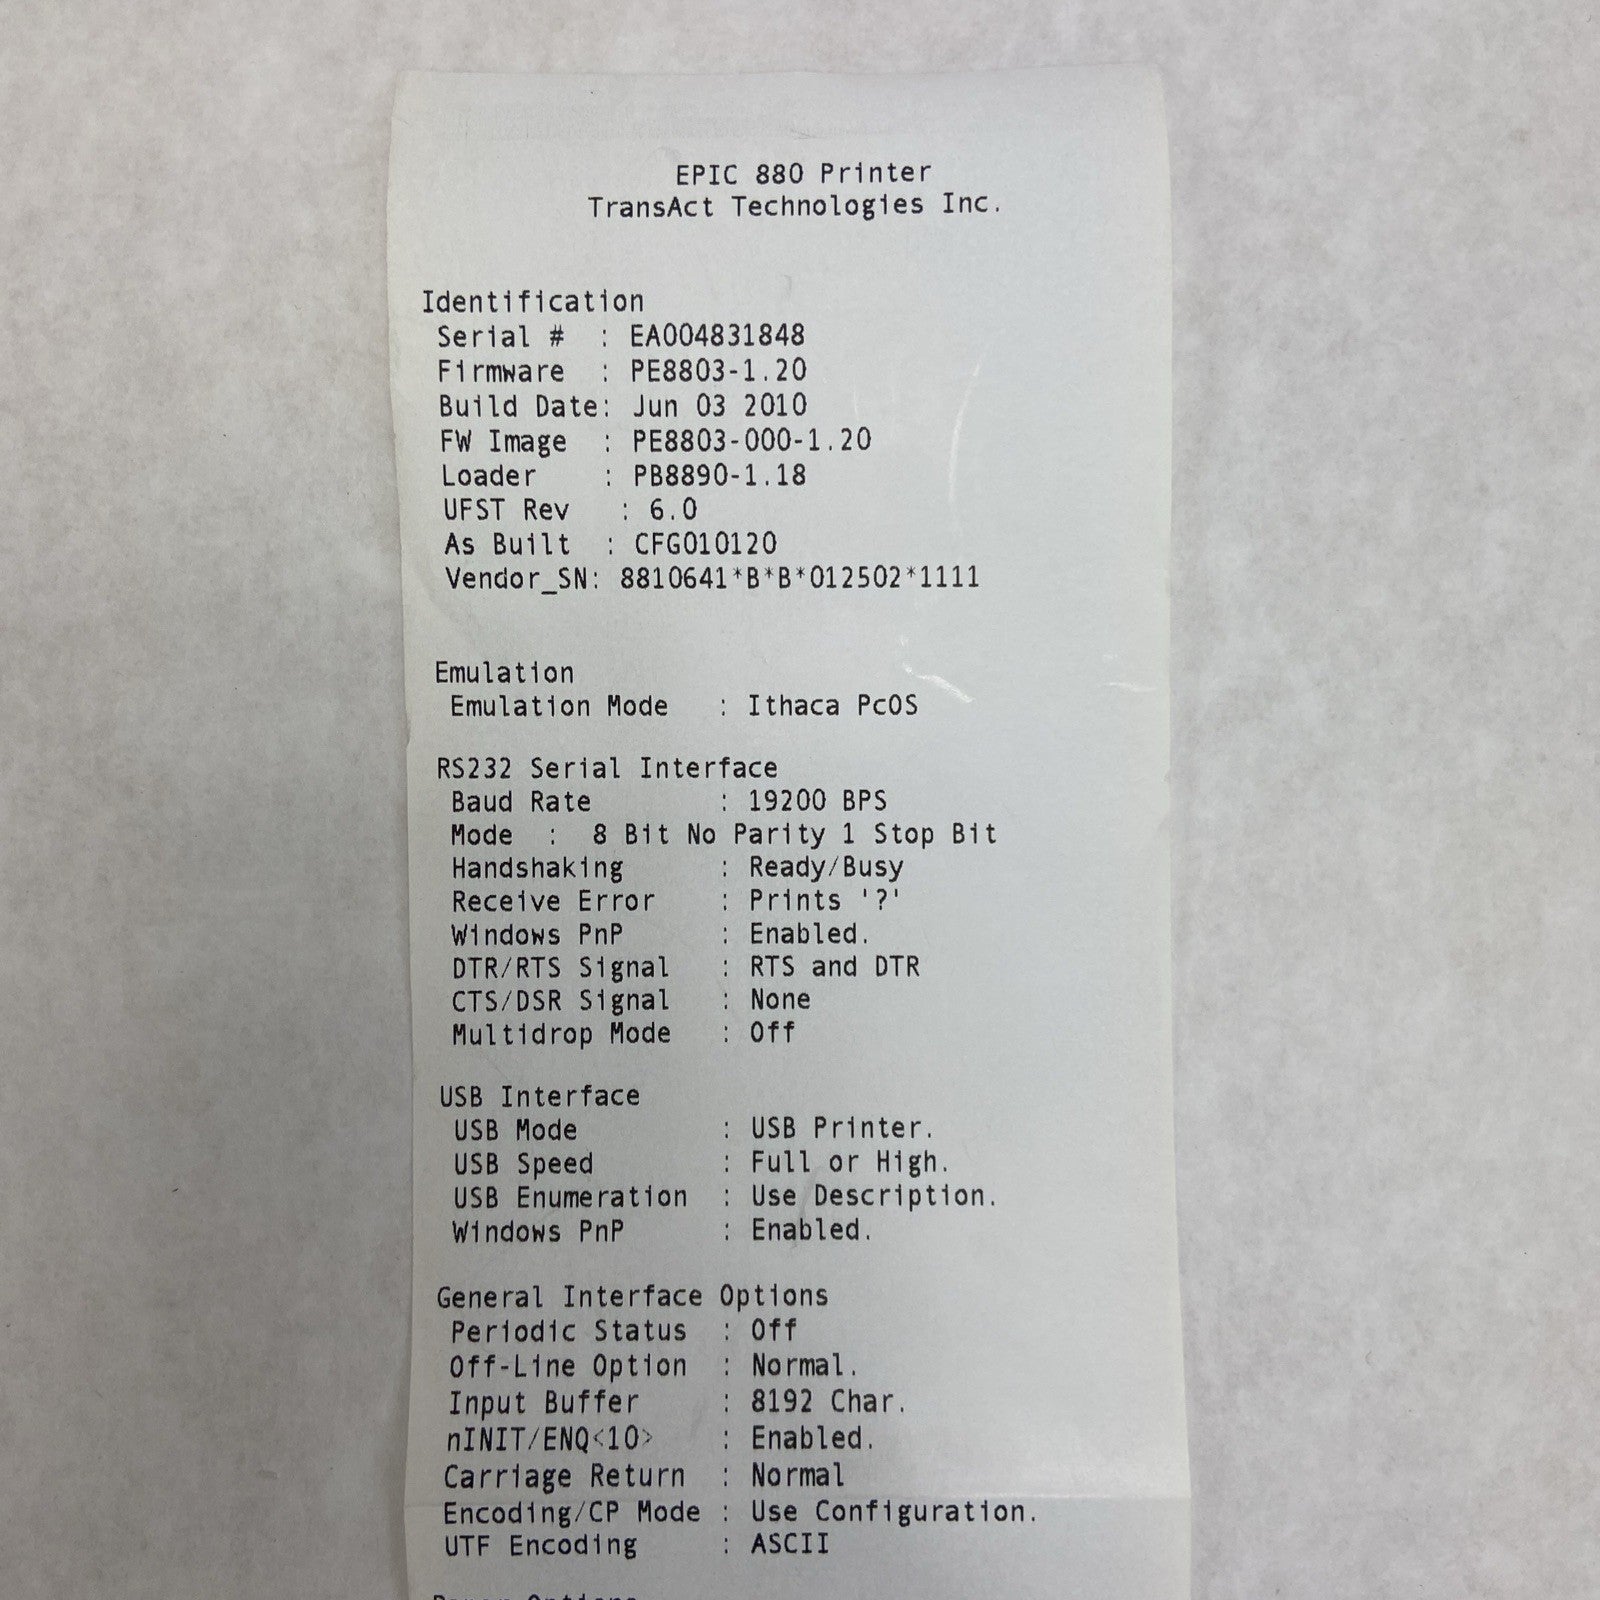 EPIC 880 Printer
TransAct Technologies Inc.
Identification
Serial # : EA004831848
Firmware : PE8803-1.20
Build Date: Jun 03 2010
FW Image : PE8803-000-1.20
Loader : PB8890-1.18
UFST Rev : 6.0
As Built : CFG010120
Vendor_SN: 8810641*B*B*012502*1111
Emulation
Emulation Mode : Ithaca PcOS
RS232 Serial Interface
Baud Rate : 19200 BPS
Mode : 8 Bit No Parity 1 Stop Bit
Handshaking : Ready/Busy
Receive Error : Prints '?'
Windows PnP : Enabled.
DTR/RTS Signal : RTS and DTR
CTS/DSR Signal : None
Multidrop Mode : Off
USB Interface
USB Mode : USB Printer.
USB Speed : Full or High.
USB Enumeration : Use Description.
Windows PnP : Enabled.
General Interface Options
Periodic Status : Off
Off-Line Option : Normal.
Input Buffer : 8192 Char.
nINIT/ENQ<10> : Enabled.
Carriage Return : Normal
Encoding/CP Mode : Use Configuration.
UTF Encoding : ASCII
Options